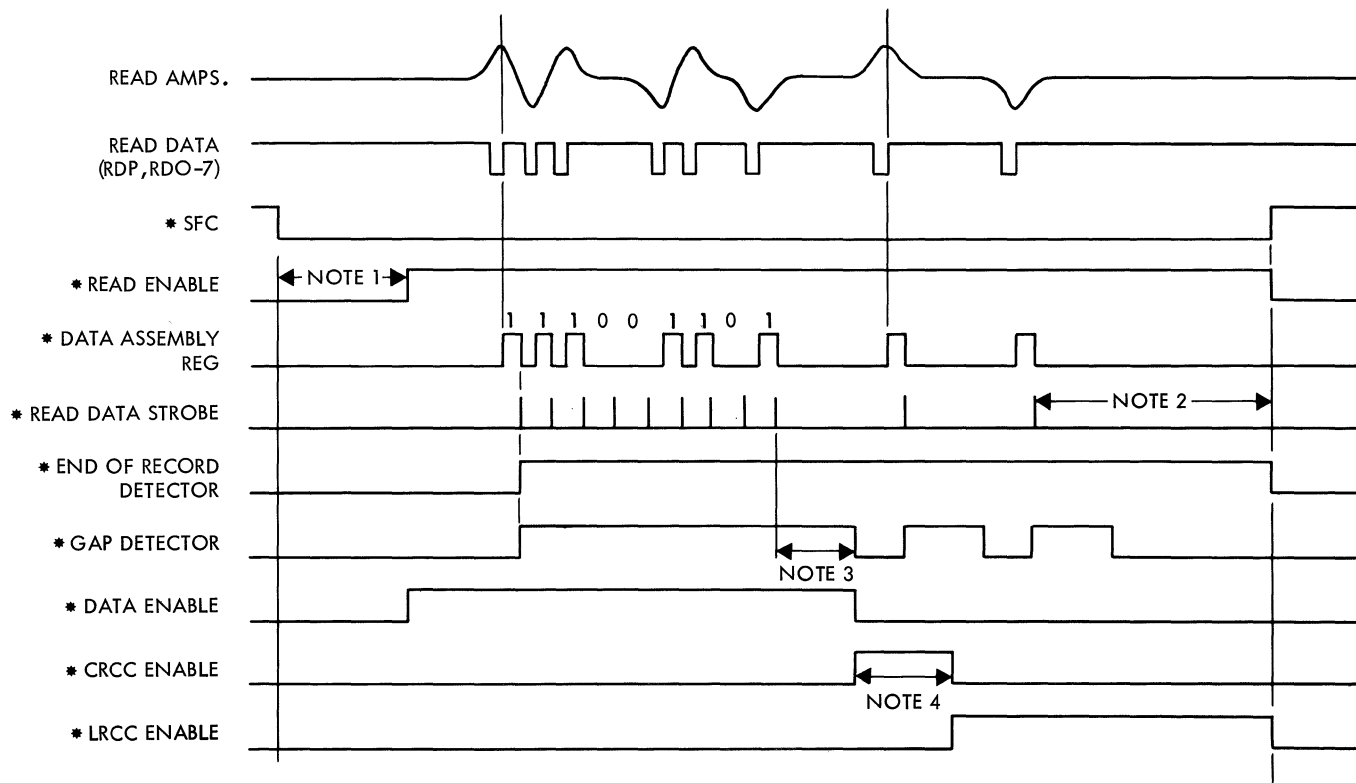 READ AMPS.
READ DATA
(RDP,RDO-7)
* SFC
* READ ENABLE
NOTE 1
1 1 1 0 0 1 1 0 1
* DATA ASSEMBLY
REG
* READ DATA STROBE
NOTE 2
* END OF RECORD
DETECTOR
* GAP DETECTOR
NOTE 3
* DATA ENABLE
* CRCC ENABLE
NOTE 4
* LRCC ENABLE